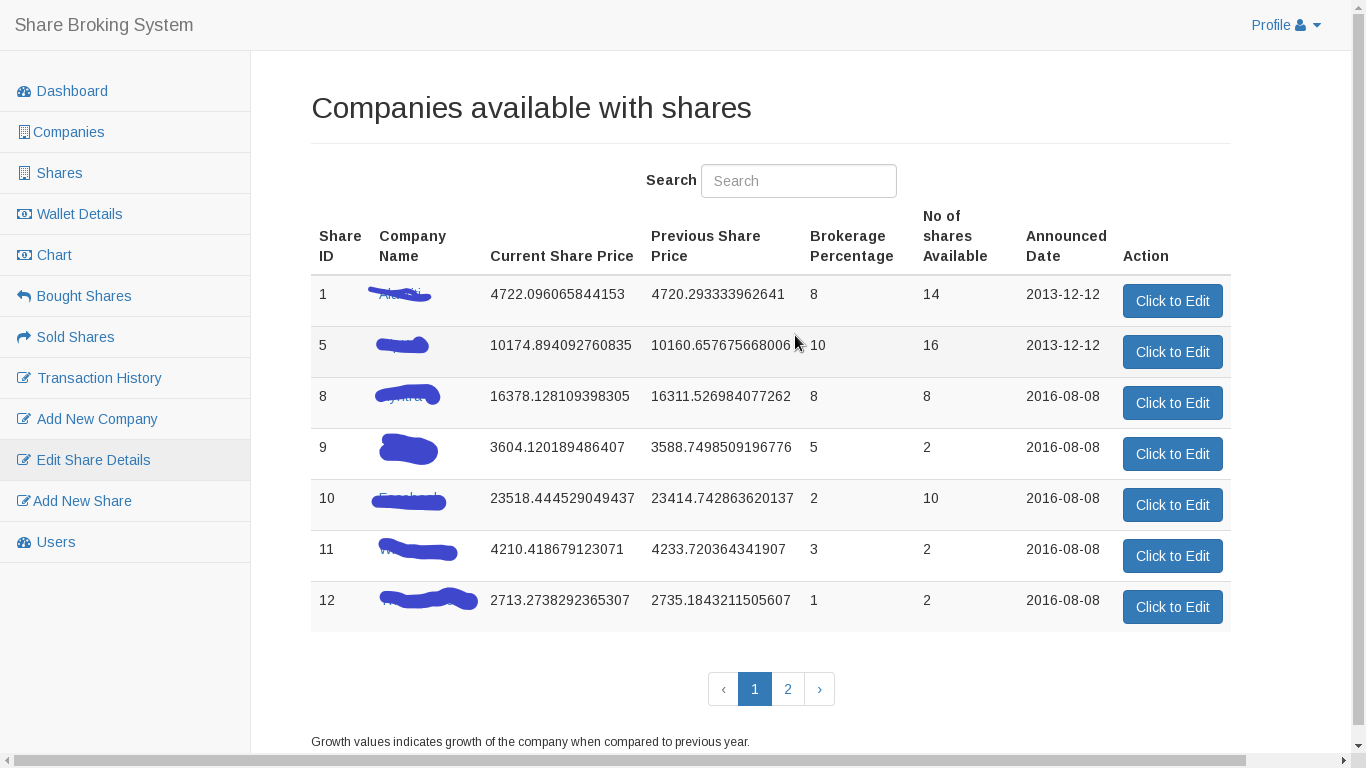 Share Broking System
Profile
Dashboard
Companies
Shares
Wallet Details
Chart
Bought Shares
Sold Shares
Transaction History
Add New Company
Edit Share Details
Add New Share
Users
Companies available with shares
Search Search
Share ID Company Name Current Share Price Previous Share Price Brokerage Percentage No of shares Available Announced Date Action
1 4722.096065844153 4720.293333962641 8 14 2013-12-12 Click to Edit
5 10174.894092760835 10160.657675668006 10 16 2013-12-12 Click to Edit
8 16378.128109398305 16311.526984077262 8 8 2016-08-08 Click to Edit
9 3604.120189486407 3588.7498509196776 5 2 2016-08-08 Click to Edit
10 23518.444529049437 23414.742863620137 2 10 2016-08-08 Click to Edit
11 4210.418679123071 4233.720364341907 3 2 2016-08-08 Click to Edit
12 2713.2738292365307 2735.1843211505607 1 2 2016-08-08 Click to Edit
‹ 1 2 ›
Growth values indicates growth of the company when compared to previous year.